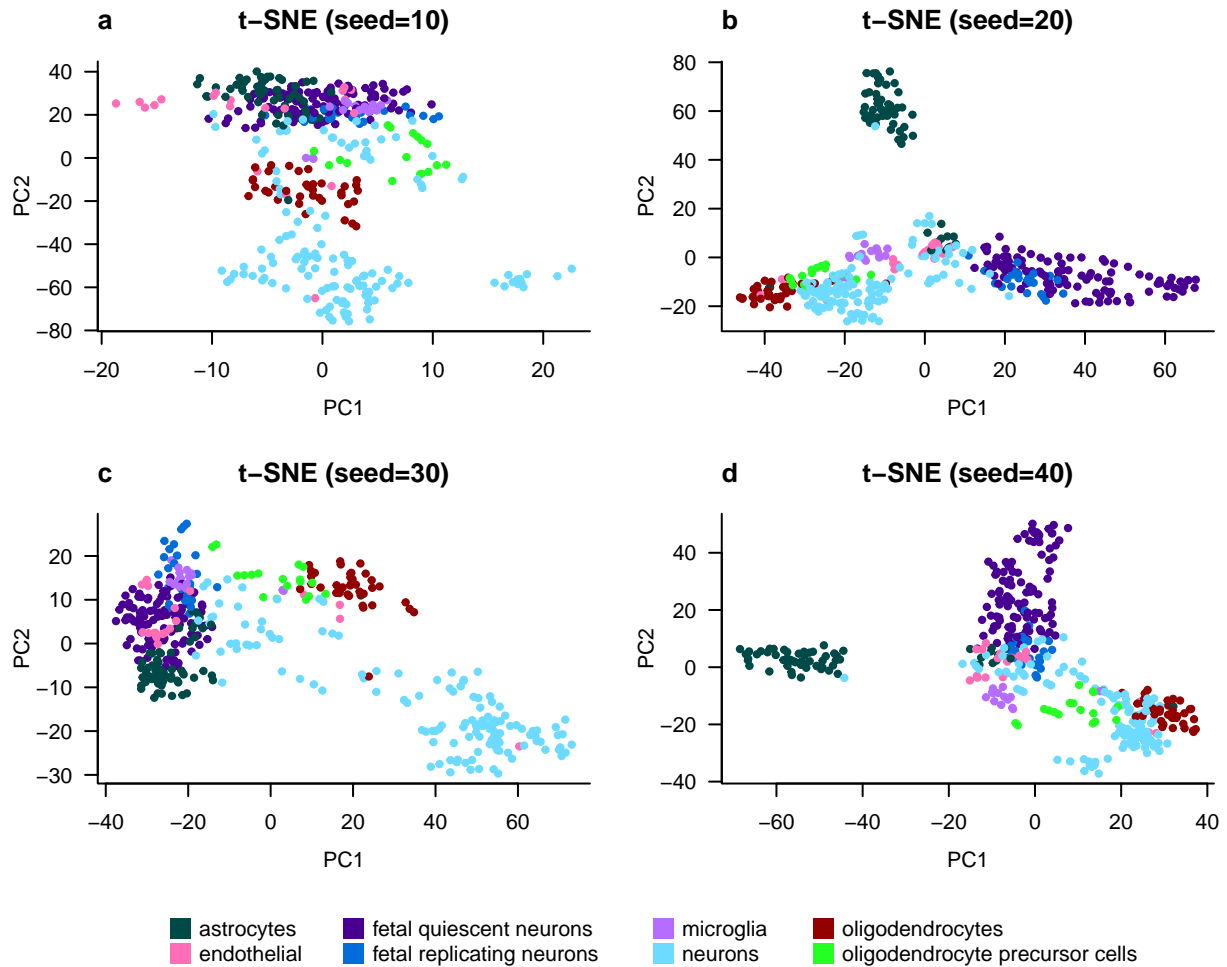 a t−SNE (seed=10)
PC2
40
20
0
−20
−40
−60
−80
−20 −10 0 10 20
PC1
b t−SNE (seed=20)
PC2
80
60
40
20
0
−20
−40 −20 0 20 40 60
PC1
c t−SNE (seed=30)
PC2
20
10
0
−10
−20
−30
−40 −20 0 20 40 60
PC1
d t−SNE (seed=40)
PC2
40
20
0
−20
−40
−60 −40 −20 0 20 40
PC1
astrocytes fetal quiescent neurons microglia oligodendrocytes
endothelial fetal replicating neurons neurons oligodendrocyte precursor cells